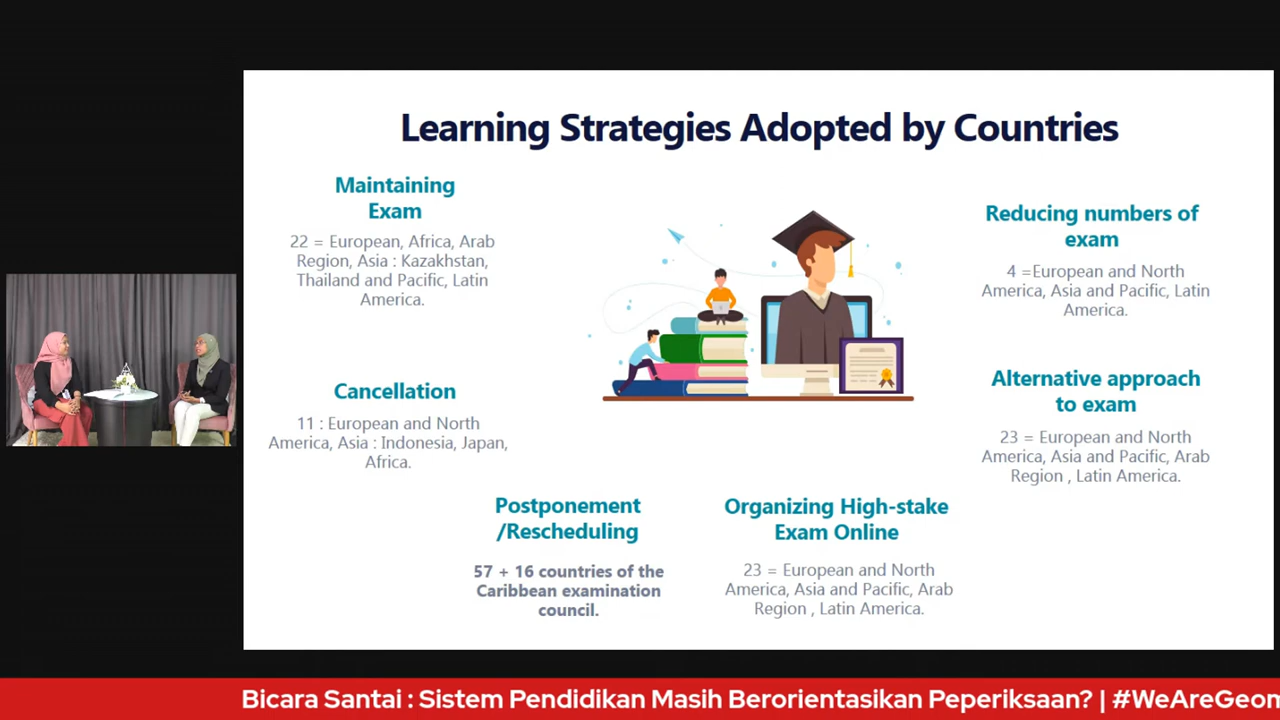 Learning Strategies Adopted by Countries
Maintaining
Exam
22 = European, Africa, Arab
Region, Asia : Kazakhstan,
Thailand and Pacific, Latin
America.
Cancellation
11 : European and North
America, Asia : Indonesia, Japan,
Africa.
Postponement
/Rescheduling
57 + 16 countries of the
Caribbean examination
council.
Organizing High-stake
Exam Online
23 = European and North
America, Asia and Pacific, Arab
Region , Latin America.
Reducing numbers of
exam
4 =European and North
America, Asia and Pacific, Latin
America.
Alternative approach
to exam
23 = European and North
America, Asia and Pacific, Arab
Region , Latin America.
Bicara Santai : Sistem Pendidikan Masih Berorientasikan Peperiksaan? | #WeAreGeom